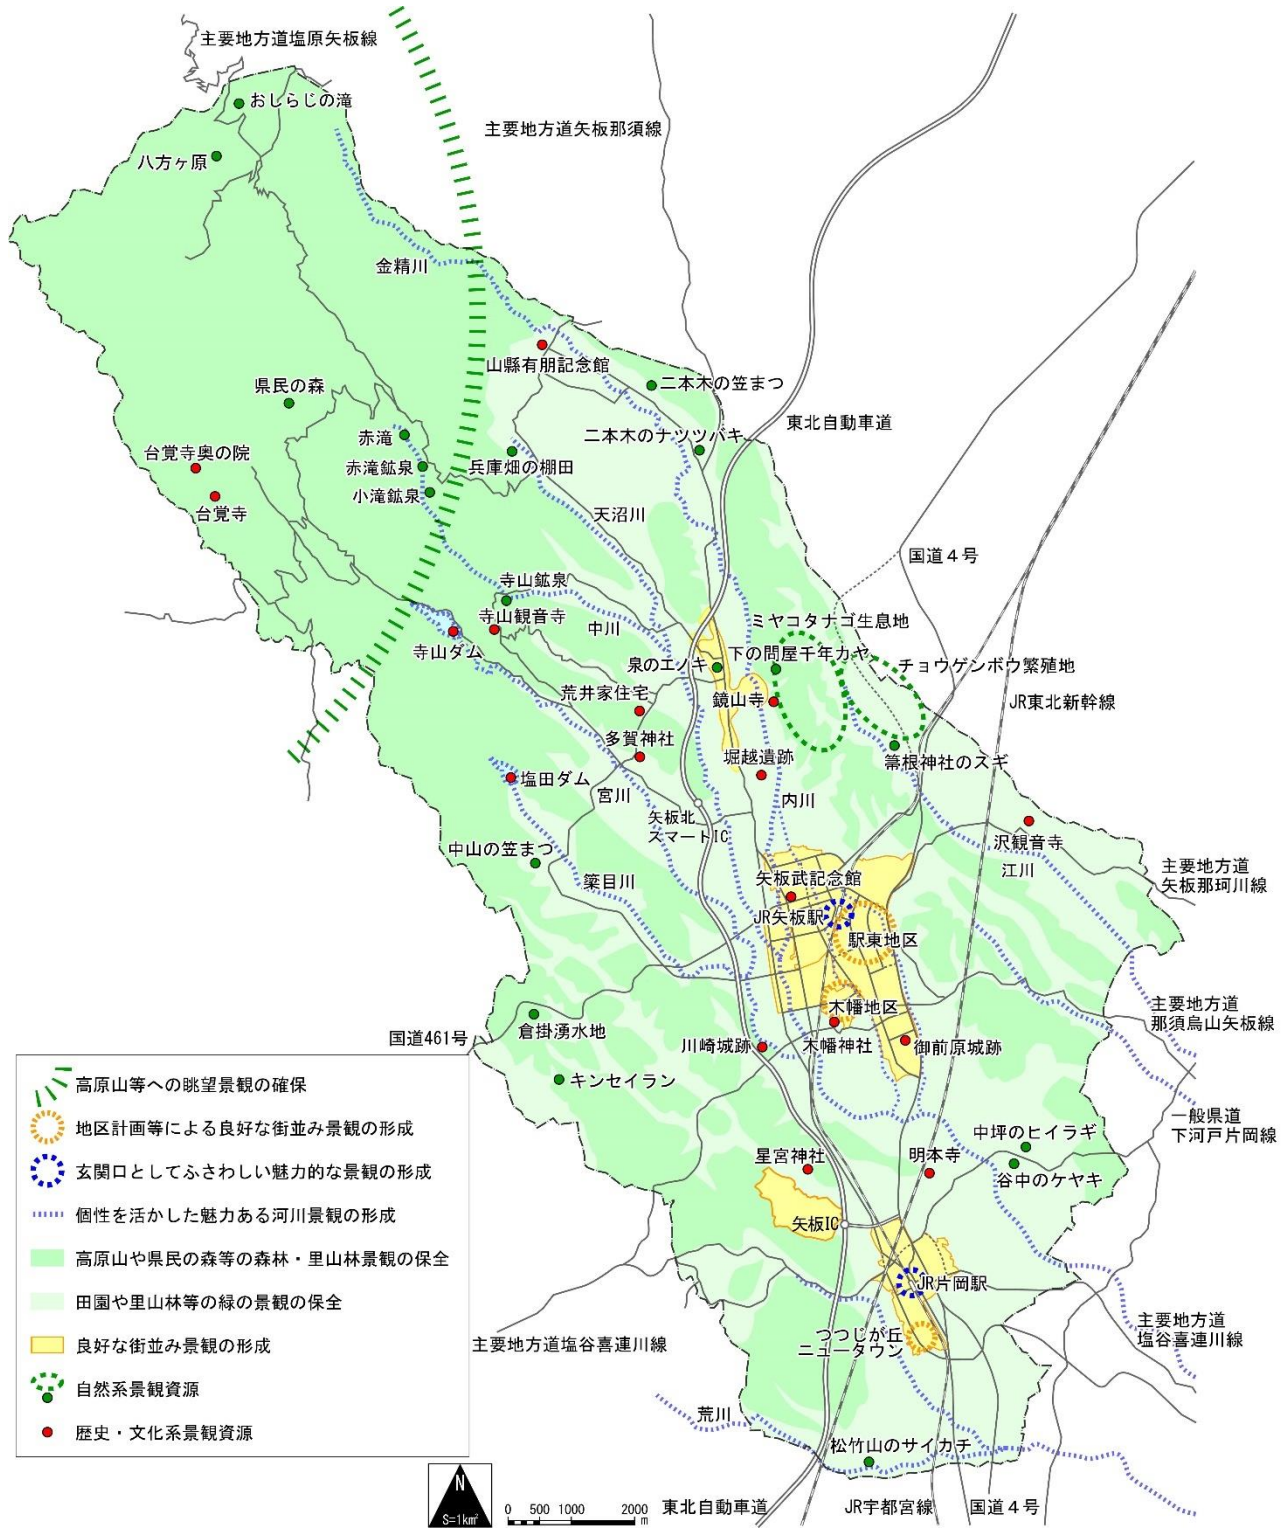 主要地方道塩原矢板線
おしらじの滝
主要地方道矢板那須線
八方ヶ原
金精川
山縣有朋記念館
二本木の笠まつ
県民の森
東北自動車道
赤滝
二本木のナツツバキ
台覚寺奥の院
赤滝鉱泉
兵庫畑の棚田
小滝鉱泉
台覚寺
天沼川
国道4号
寺山鉱泉
寺山観音寺
中川
ミヤコタナゴ生息地
寺山ダム
下の問屋千年カヤ
泉のエノキ
チョウゲンボウ繁殖地
荒井家住宅
鏡山寺
JR東北新幹線
多賀神社
堀越遺跡
箒根神社のスギ
塩田ダム
宮川
内川
矢板北
スマートIC
沢観音寺
中山の笠まつ
江川
主要地方道
矢板那珂川線
簗目川
矢板武記念館
JR矢板駅
駅東地区
木幡地区
主要地方道
那須烏山矢板線
倉掛湧水地
国道461号
川崎城跡
木幡神社
御前原城跡
キンセイラン
一般県道
下河戸片岡線
中坪のヒイラギ
星宮神社
明本寺
谷中のケヤキ
矢板IC
JR片岡駅
主要地方道
塩谷喜連川線
つつじが丘
ニュータウン
主要地方道塩谷喜連川線
荒川
松竹山のサイカチ
東北自動車道
JR宇都宮線
国道4号
高原山等への眺望景観の確保
地区計画等による良好な街並み景観の形成
玄関口としてふさわしい魅力的な景観の形成
個性を活かした魅力ある河川景観の形成
高原山や県民の森等の森林・里山林景観の保全
田園や里山林等の緑の景観の保全
良好な街並み景観の形成
自然系景観資源
歴史・文化系景観資源
N
S=1km²
0 500 1000 2000
m